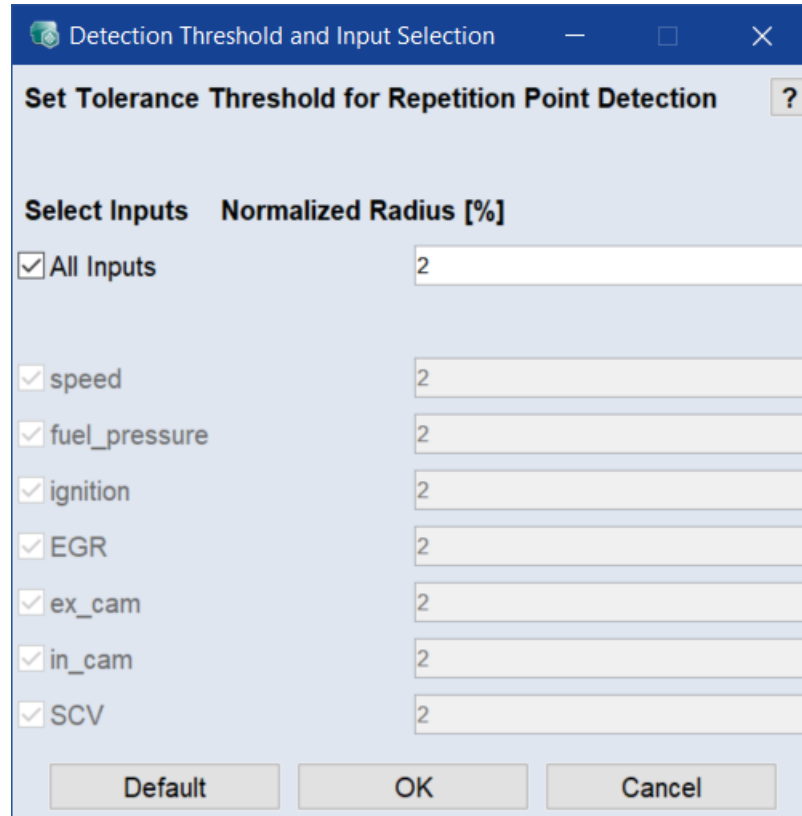 Detection Threshold and Input Selection
Set Tolerance Threshold for Repetition Point Detection ?
Select Inputs Normalized Radius [%]
All Inputs 2
speed 2
fuel_pressure 2
ignition 2
EGR 2
ex_cam 2
in_cam 2
SCV 2
Default OK Cancel